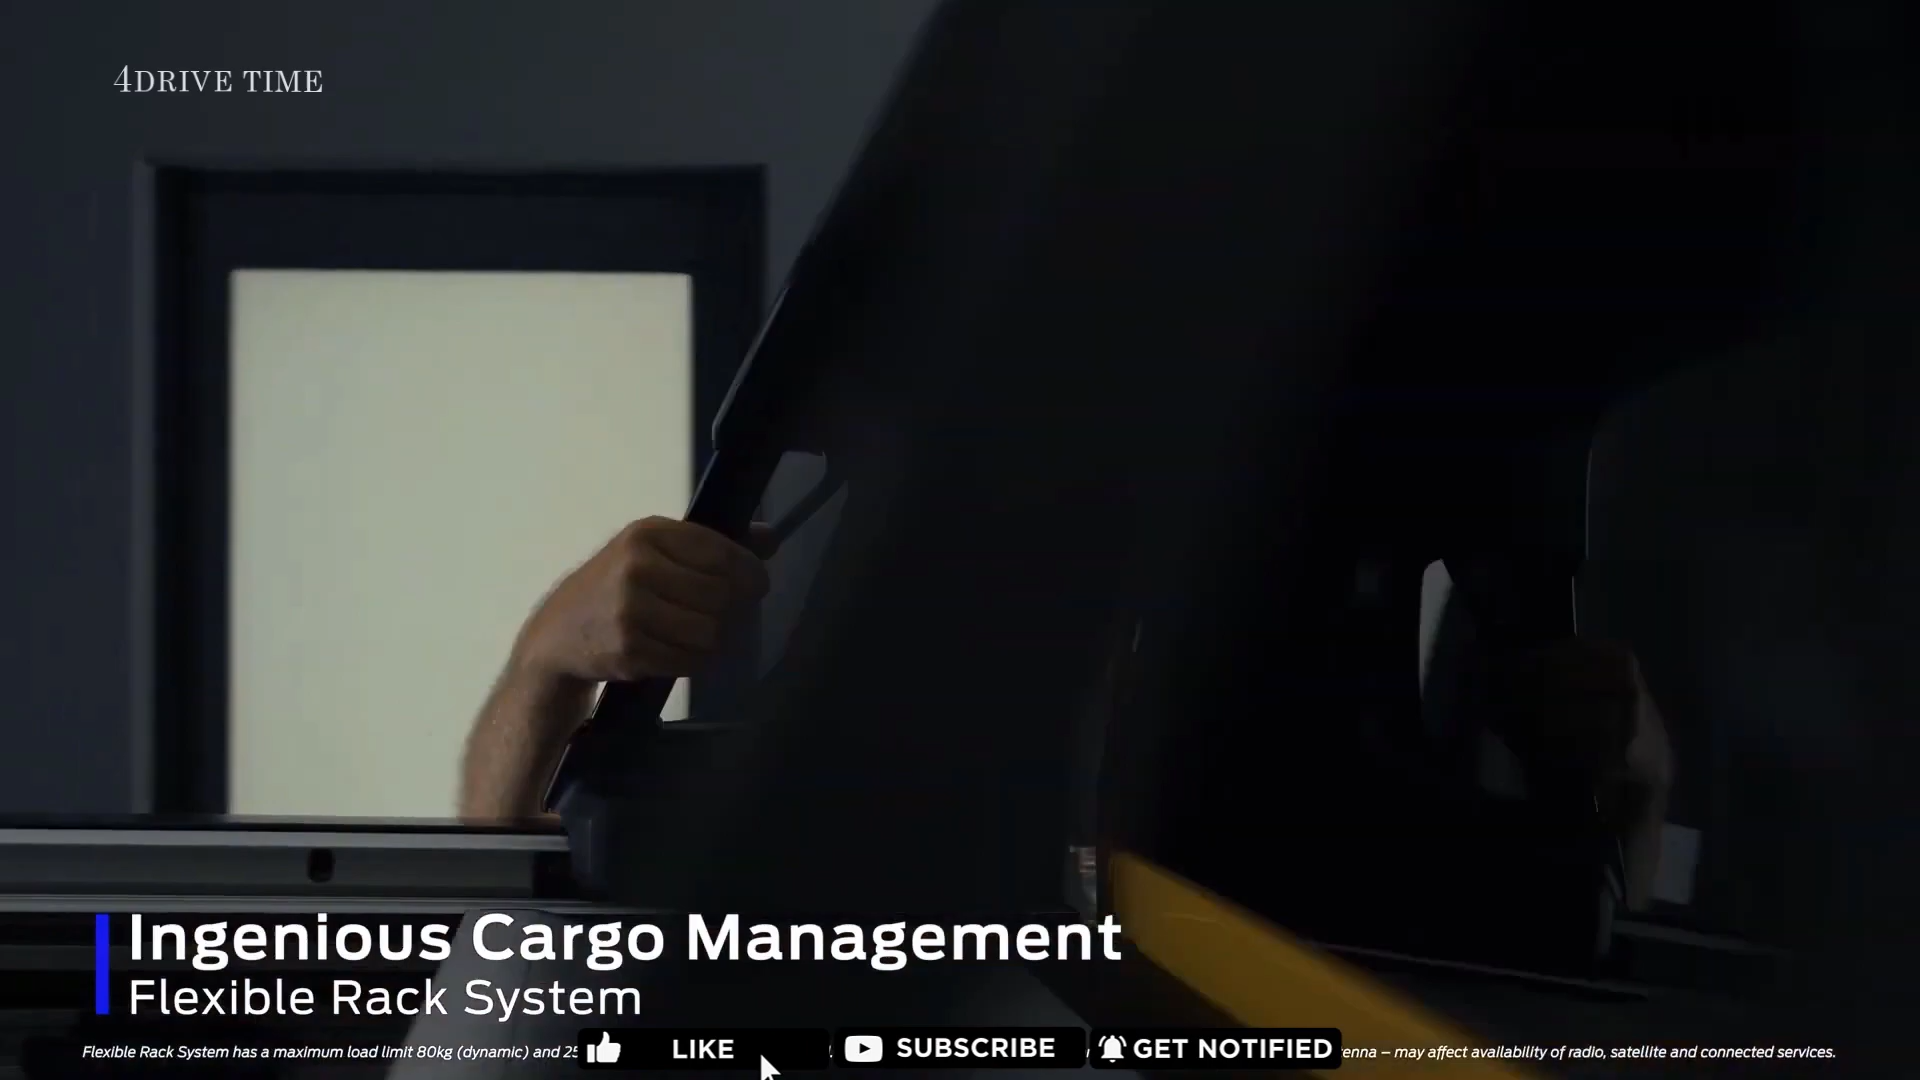 4DRIVE TIME
Ingenious Cargo Management
Flexible Rack System
Flexible Rack System has a maximum load limit 80kg (dynamic) and 25
LIKE
SUBSCRIBE
GET NOTIFIED
enna – may affect availability of radio, satellite and connected services.